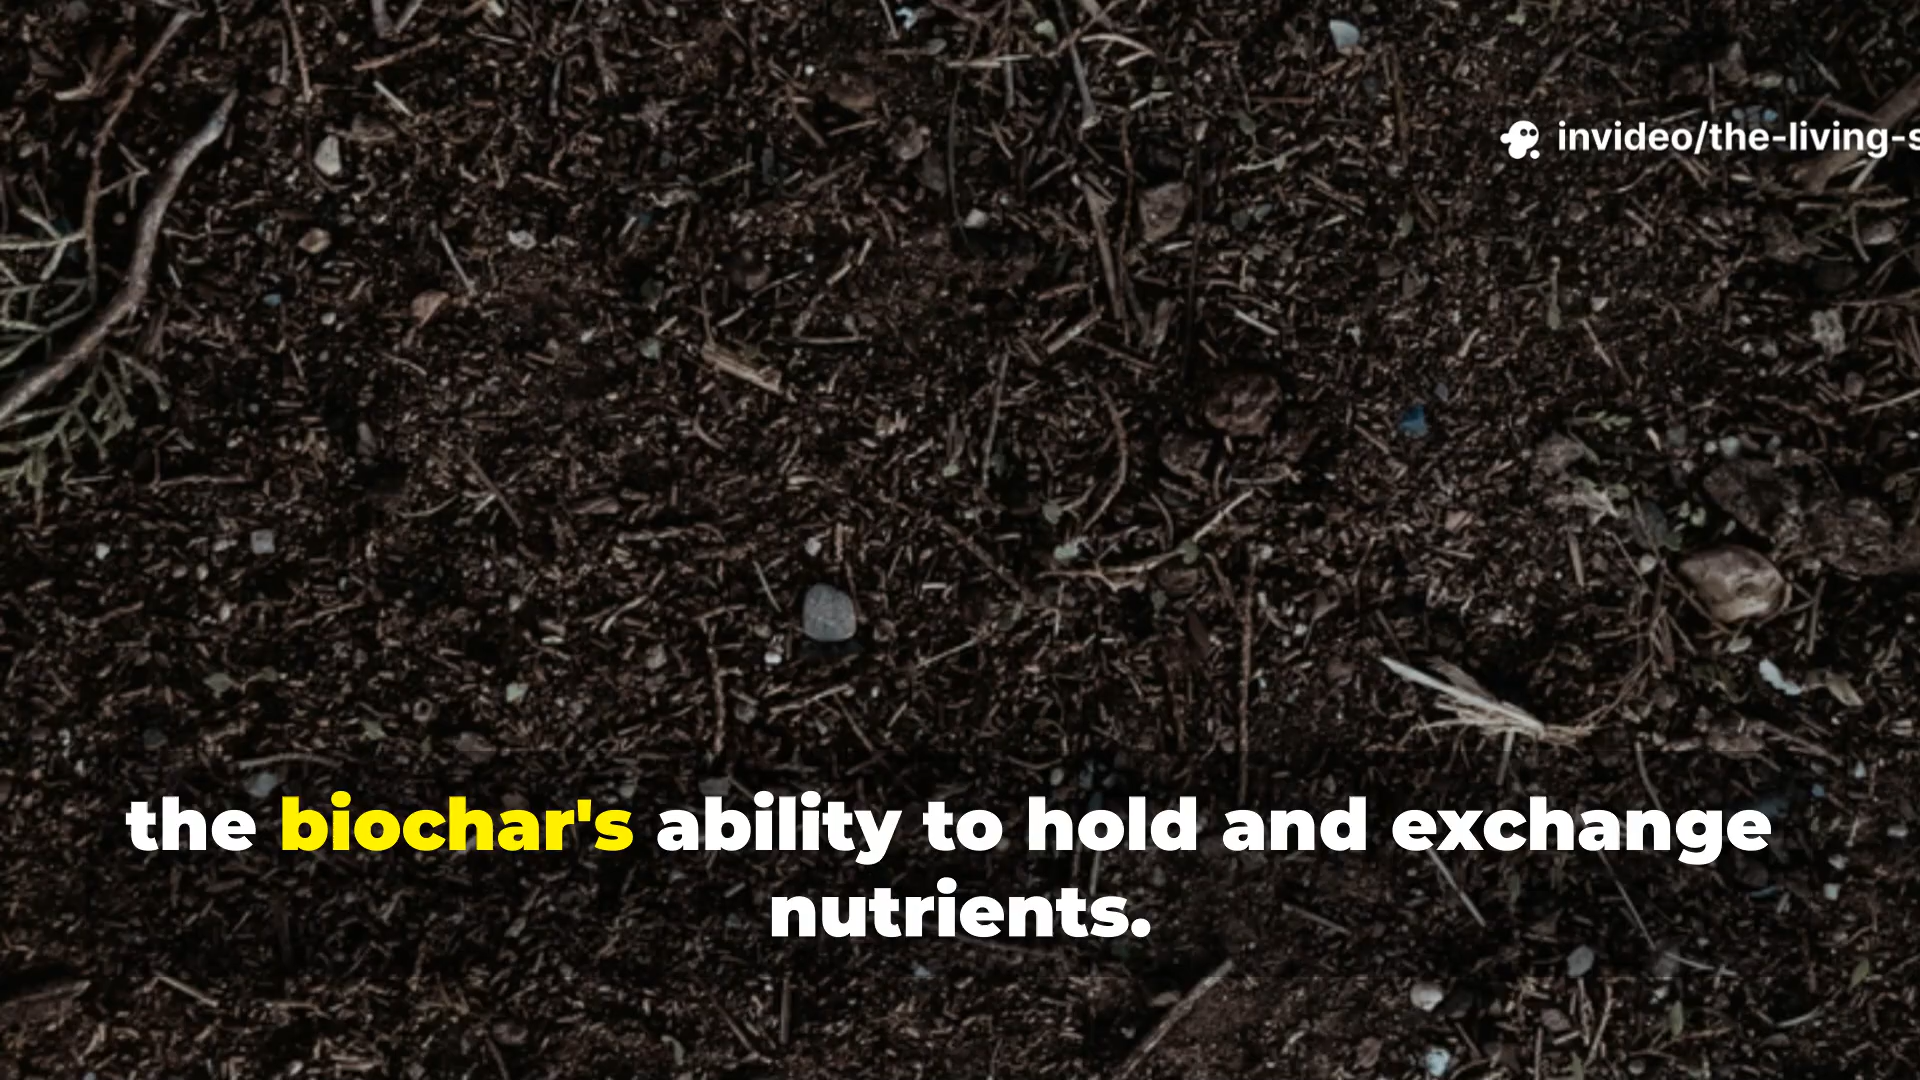 invideo/the-living-s
the biochar's ability to hold and exchange
nutrients.